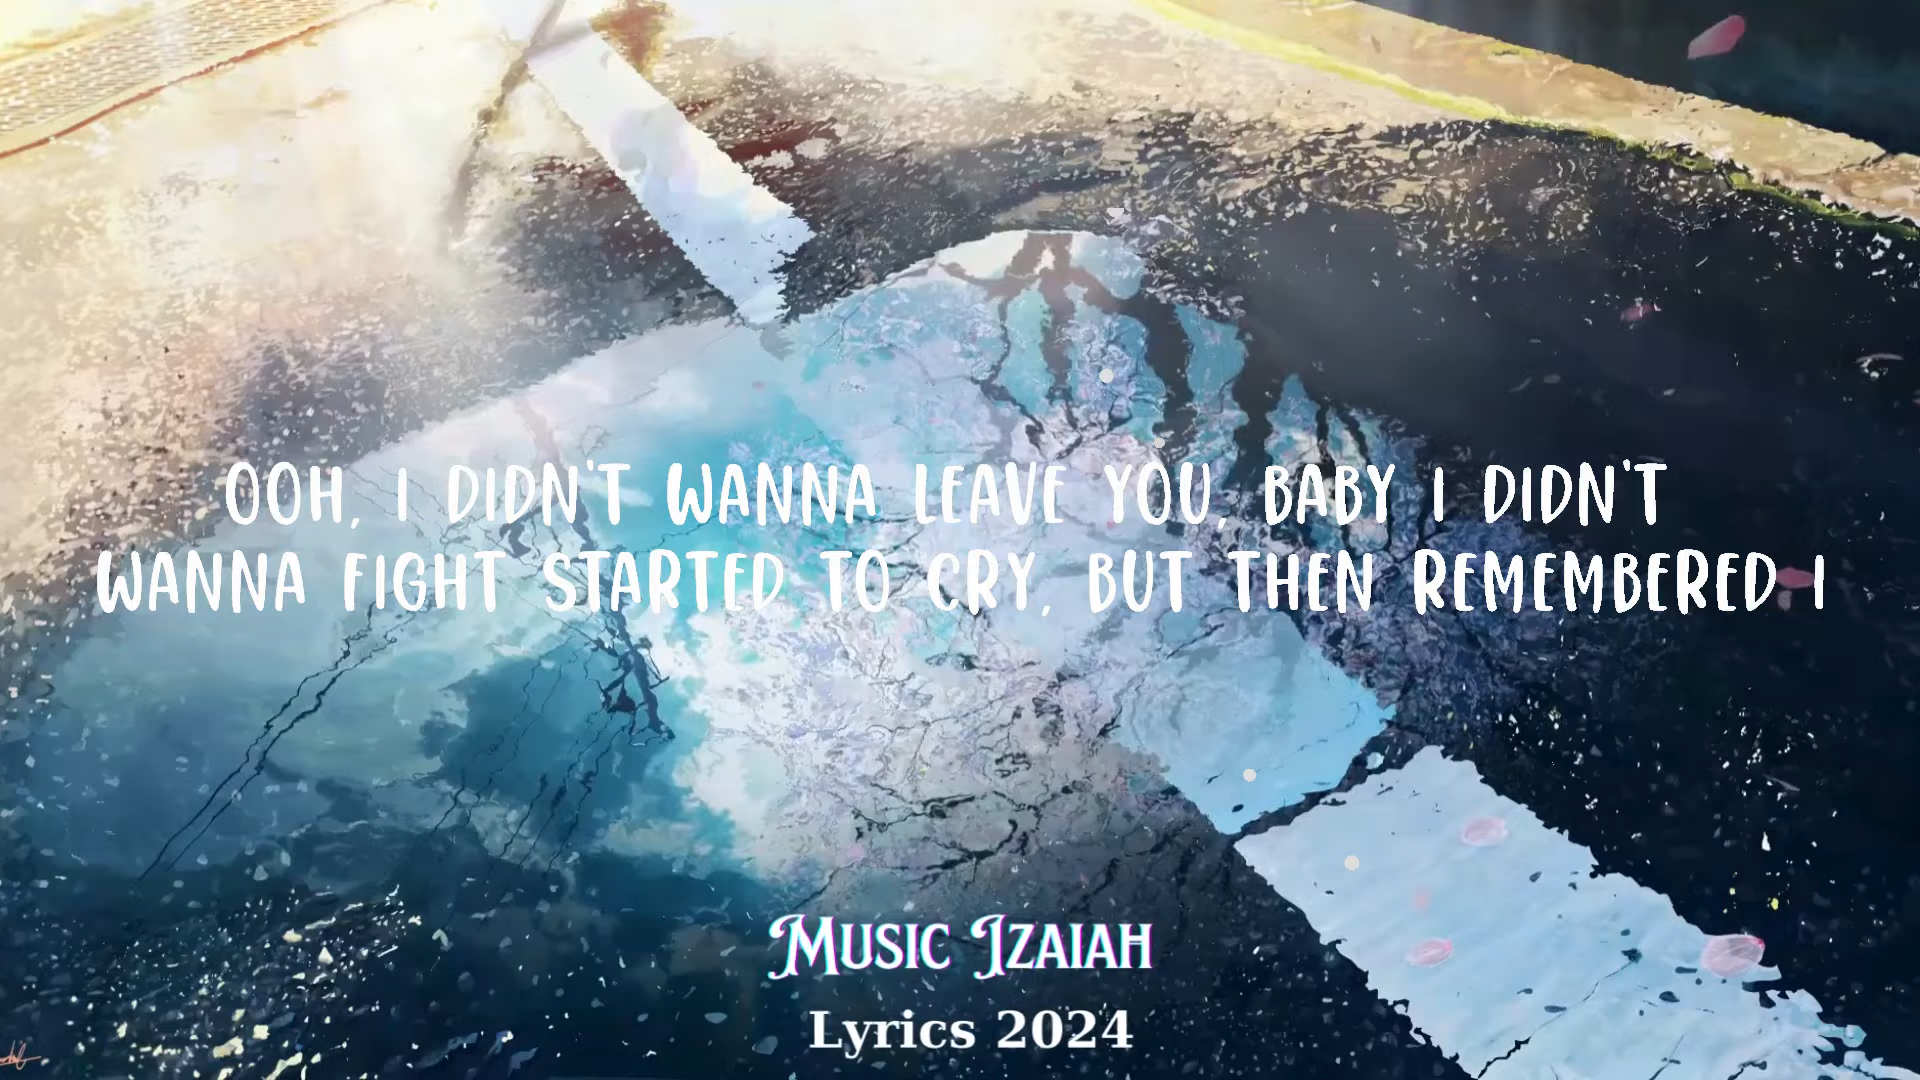 OOH, I DIDN'T WANNA LEAVE YOU, BABY I DIDN'T
WANNA FIGHT STARTED TO CRY, BUT THEN REMEMBERED I
MUSIC IZAIAH
Lyrics 2024